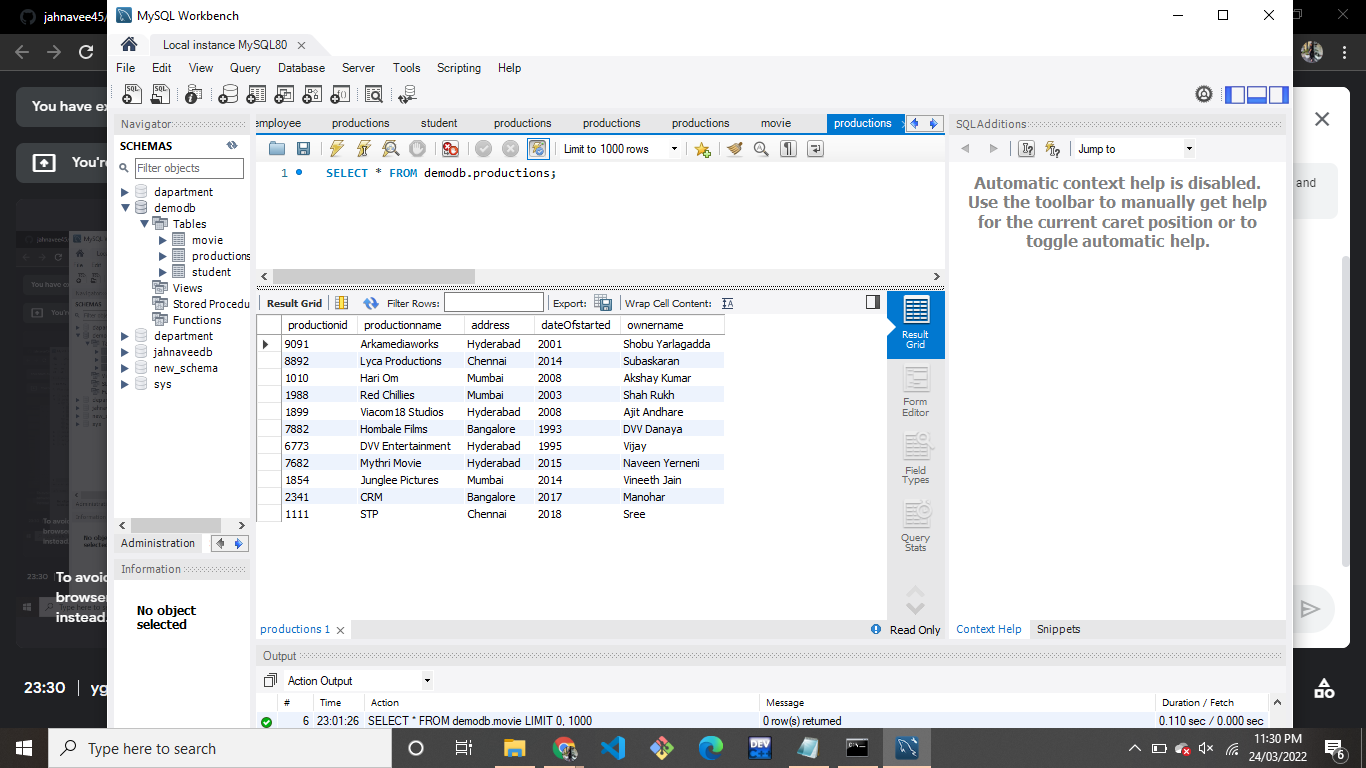 jahnavee45/
MySQL Workbench
Local instance MySQL80
File Edit View Query Database Server Tools Scripting Help
You have ex
You're
Navigator
SCHEMAS
Filter objects
dapartment
demodb
Tables
movie
productions
student
Views
Stored Procedu
Functions
department
jahnaveedb
new_schema
sys
Administration
Information
No object
selected
employee productions student productions productions productions movie productions
Limit to 1000 rows
1 SELECT * FROM demodb.productions;
Result Grid Filter Rows: Export: Wrap Cell Content:
productionid productionname address dateOfstarted ownername
9091 Arkamediaworks Hyderabad 2001 Shobu Yarlagadda
8892 Lyca Productions Chennai 2014 Subaskaran
1010 Hari Om Mumbai 2008 Akshay Kumar
1988 Red Chillies Mumbai 2003 Shah Rukh
1899 Viacom18 Studios Hyderabad 2008 Ajit Andhare
7882 Hombale Films Bangalore 1993 DVV Danaya
6773 DVV Entertainment Hyderabad 1995 Vijay
7682 Mythri Movie Hyderabad 2015 Naveen Yerneni
1854 Junglee Pictures Mumbai 2014 Vineeth Jain
2341 CRM Bangalore 2017 Manohar
1111 STP Chennai 2018 Sree
Result
Grid
Form
Editor
Field
Types
Query
Stats
productions 1
Read Only
SQLAdditions
Jump to
Automatic context help is disabled.
Use the toolbar to manually get help
for the current caret position or to
toggle automatic help.
Context Help Snippets
and
Output
Action Output
# Time Action Message Duration / Fetch
6 23:01:26 SELECT * FROM demodb.movie LIMIT 0, 1000 0 row(s) returned 0.110 sec / 0.000 sec
To avoid
browser
instead.
23:30 | yg
Type here to search
DEV
11:30 PM
24/03/2022
6